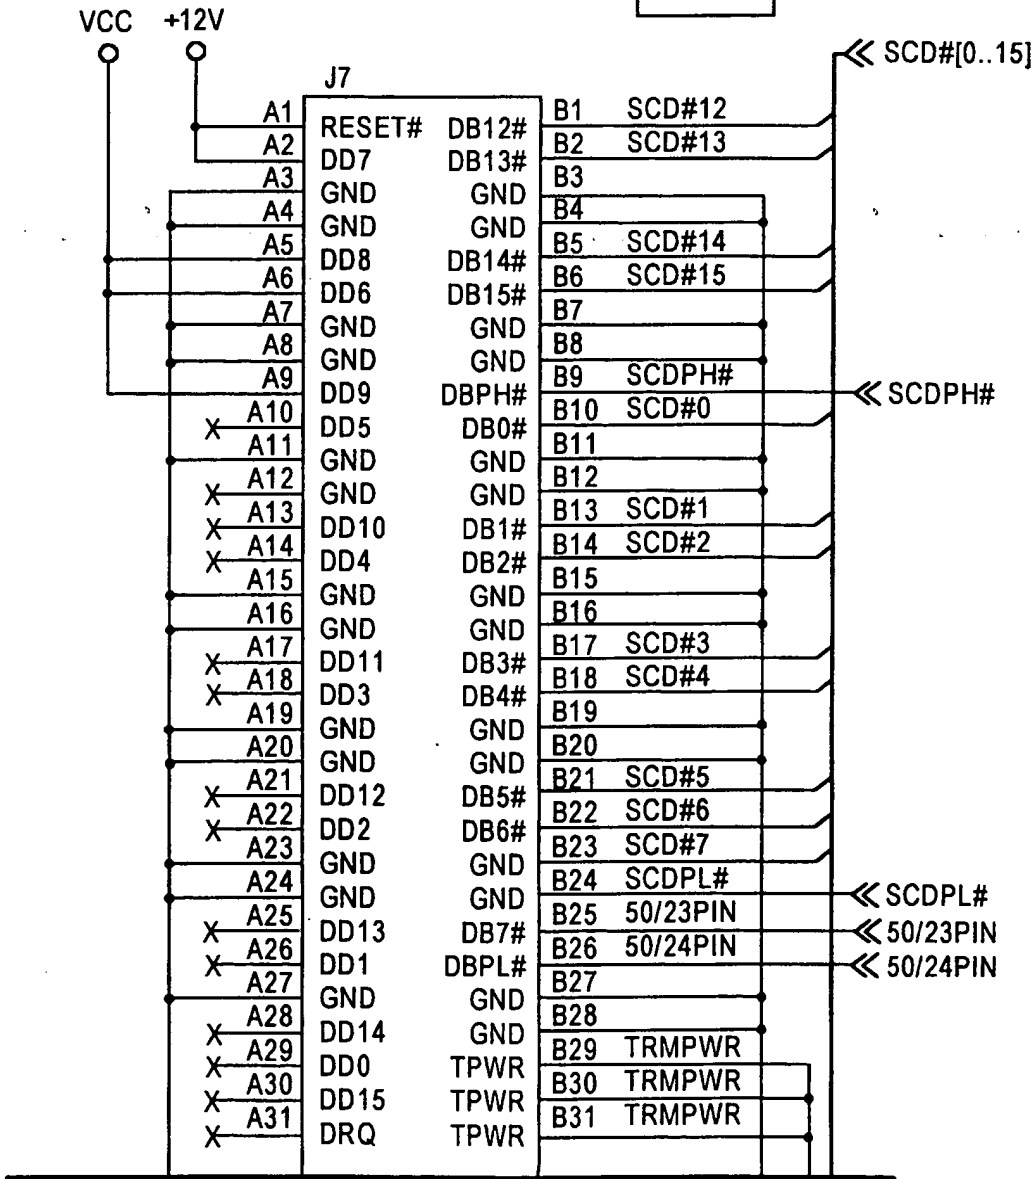 VCC +12V
SCD#[0..15]
J7
A1 RESET# DB12# B1 SCD#12
A2 DD7 DB13# B2 SCD#13
A3 GND GND B3
A4 GND GND B4
A5 DD8 DB14# B5 SCD#14
A6 DD6 DB15# B6 SCD#15
A7 GND GND B7
A8 GND GND B8
A9 DD9 DBPH# B9 SCDPH# SCDPH#
A10 DD5 DB0# B10 SCD#0
A11 GND GND B11
A12 GND GND B12
A13 DD10 DB1# B13 SCD#1
A14 DD4 DB2# B14 SCD#2
A15 GND GND B15
A16 GND GND B16
A17 DD11 DB3# B17 SCD#3
A18 DD3 DB4# B18 SCD#4
A19 GND GND B19
A20 GND GND B20
A21 DD12 DB5# B21 SCD#5
A22 DD2 DB6# B22 SCD#6
A23 GND GND B23 SCD#7
A24 GND GND B24 SCDPL# SCDPL#
A25 DD13 DB7# B25 50/23PIN 50/23PIN
A26 DD1 DBPL# B26 50/24PIN 50/24PIN
A27 GND GND B27
A28 DD14 GND B28
A29 DD0 TPWR B29 TRMPWR
A30 DD15 TPWR B30 TRMPWR
A31 DRQ TPWR B31 TRMPWR